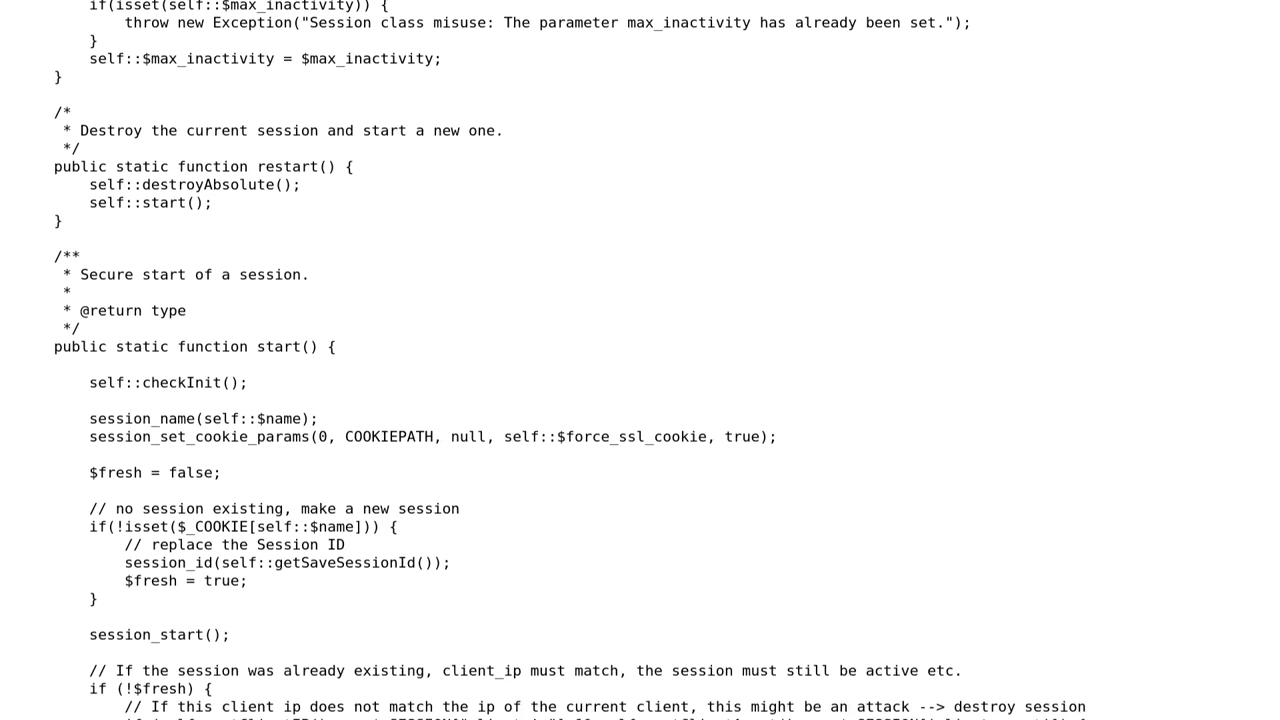 if(isset(self::$max_inactivity)) {
throw new Exception("Session class misuse: The parameter max_inactivity has already been set.");
}
self::$max_inactivity = $max_inactivity;
}
/*
* Destroy the current session and start a new one.
*/
public static function restart() {
self::destroyAbsolute();
self::start();
}
/**
* Secure start of a session.
*
* @return type
*/
public static function start() {
self::checkInit();
session_name(self::$name);
session_set_cookie_params(0, COOKIEPATH, null, self::$force_ssl_cookie, true);
$fresh = false;
// no session existing, make a new session
if(!isset($_COOKIE[self::$name])) {
// replace the Session ID
session_id(self::getSaveSessionId());
$fresh = true;
}
session_start();
// If the session was already existing, client_ip must match, the session must still be active etc.
if (!$fresh) {
// If this client ip does not match the ip of the current client, this might be an attack --> destroy session